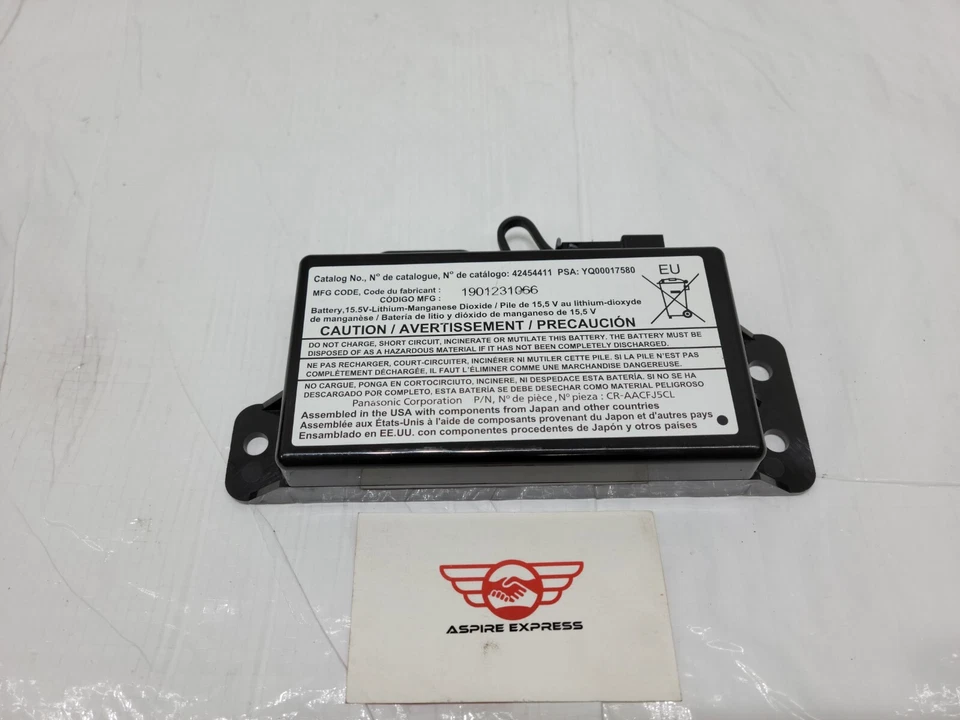 Catalog No., N° de catalogue, N° de catálogo: 42454411 PSA: YQ00017580
EU
MFG CODE, Code du fabricant :
CÓDIGO MFG :
1901231066
Battery,15.5V-Lithium-Manganese Dioxide / Pile de 15,5 V au lithium-dioxyde
de manganèse / Batería de litio y dióxido de manganeso de 15,5 V
CAUTION / AVERTISSEMENT / PRECAUCIÓN
DO NOT CHARGE, SHORT CIRCUIT, INCINERATE OR MUTILATE THIS BATTERY. THE BATTERY MUST BE
DISPOSED OF AS A HAZARDOUS MATERIAL IF IT HAS NOT BEEN COMPLETELY DISCHARGED.
NE PAS RECHARGER, COURT-CIRCUITER, INCINÉRER NI MUTILER CETTE PILE. SI LA PILE N'EST PAS
COMPLÈTEMENT DÉCHARGÉE, IL FAUT L'ÉLIMINER COMME UNE MARCHANDISE DANGEREUSE.
NO CARGUE, PONGA EN CORTOCIRCIUTO, INCINERE, NI DESPEDACE ESTA BATERÍA. SI NO SE HA
DESCARGADO POR COMPLETO, ESTA BATERÍA SE DEBE DESECHAR COMO MATERIAL PELIGROSO
Panasonic Corporation P/N, N° de pièce, N° pieza : CR-AACFJ5CL
Assembled in the USA with components from Japan and other countries
Assemblée aux États-Unis à l'aide de composants provenant du Japon et d'autres pays
Ensamblado en EE.UU. con componentes procedentes de Japón y otros países
ASPIRE EXPRESS